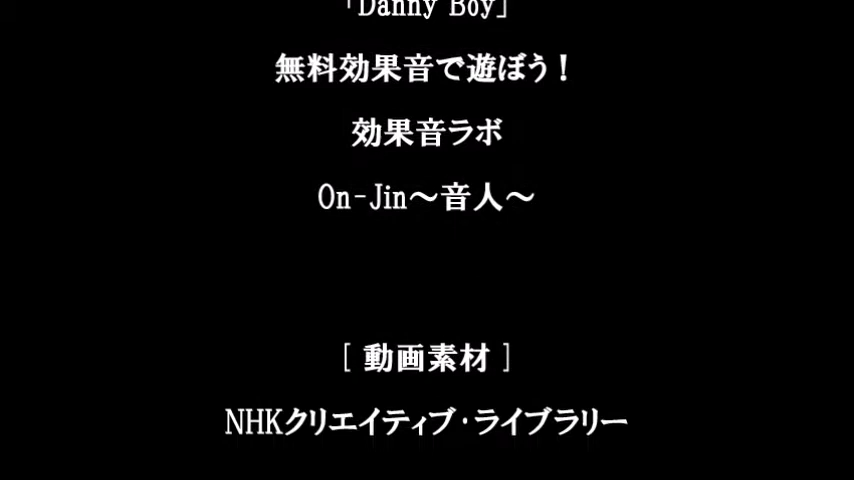 「Danny Boy」
無料効果音で遊ぼう！
効果音ラボ
On-Jin～音人～
[ 動画素材 ]
NHKクリエイティブ・ライブラリー